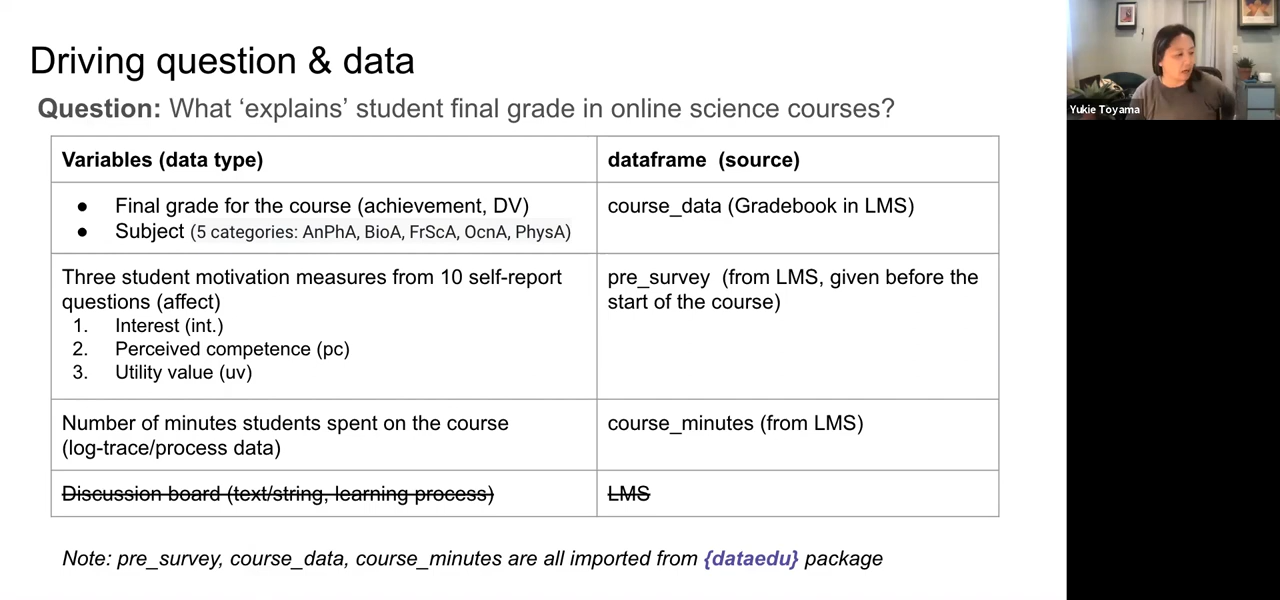 Driving question & data
Question: What ‘explains’ student final grade in online science courses?
Variables (data type)
dataframe (source)
● Final grade for the course (achievement, DV)
● Subject (5 categories: AnPhA, BioA, FrScA, OcnA, PhysA)
course_data (Gradebook in LMS)
Three student motivation measures from 10 self-report
questions (affect)
1. Interest (int.)
2. Perceived competence (pc)
3. Utility value (uv)
pre_survey (from LMS, given before the
start of the course)
Number of minutes students spent on the course
(log-trace/process data)
course_minutes (from LMS)
Discussion board (text/string, learning process)
LMS
Note: pre_survey, course_data, course_minutes are all imported from {dataedu} package
Yukie Toyama